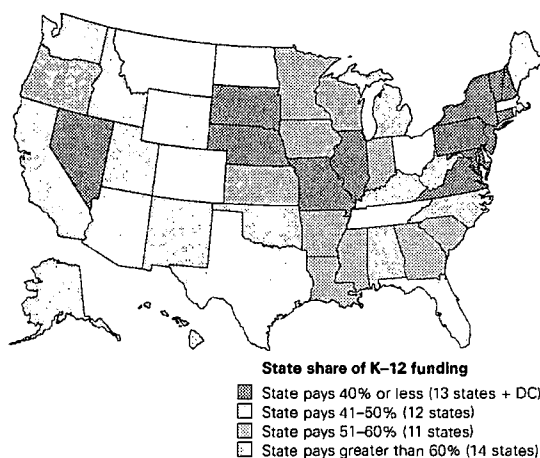 State share of K–12 funding
State pays 40% or less (13 states + DC)
State pays 41–50% (12 states)
State pays 51–60% (11 states)
State pays greater than 60% (14 states)